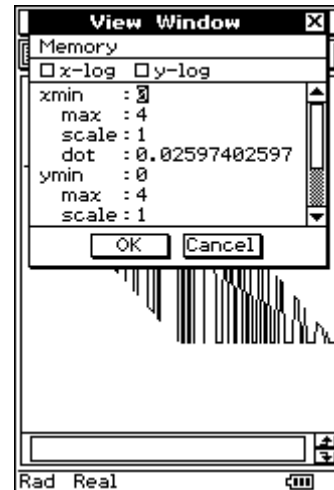 View Window
Memory
x-log y-log
xmin :0
max :4
scale:1
dot :0.02597402597
ymin :0
max :4
scale:1
OK Cancel
Rad Real